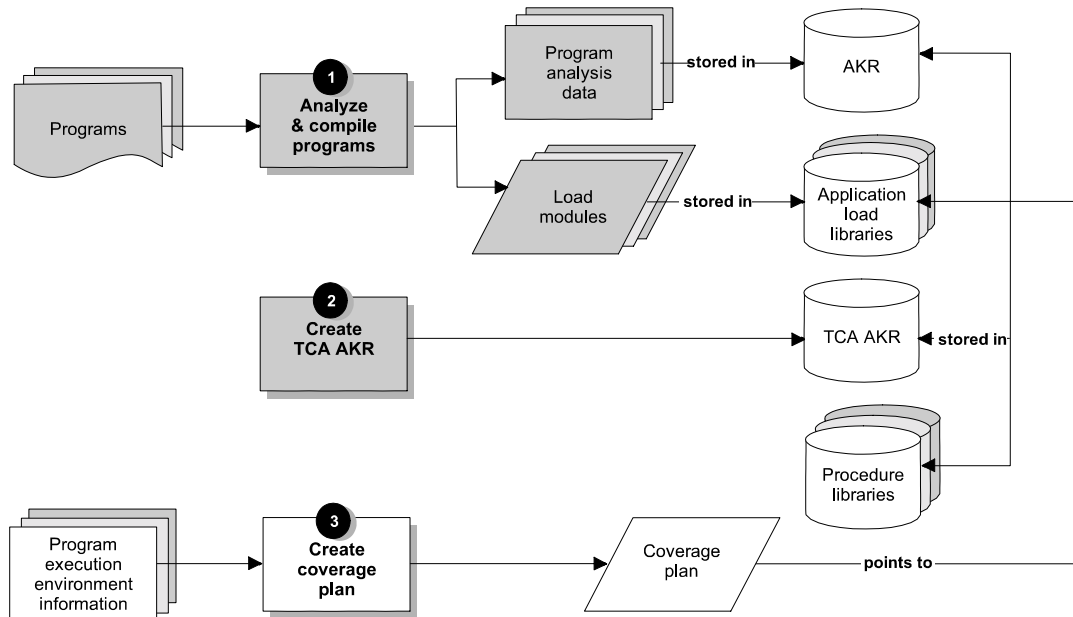 1
Analyze
& compile
programs
Programs
Program
analysis
data
stored in
AKR
Load
modules
stored in
Application
load
libraries
2
Create
TCA AKR
TCA AKR
stored in
Procedure
libraries
Program
execution
environment
information
3
Create
coverage
plan
Coverage
plan
points to